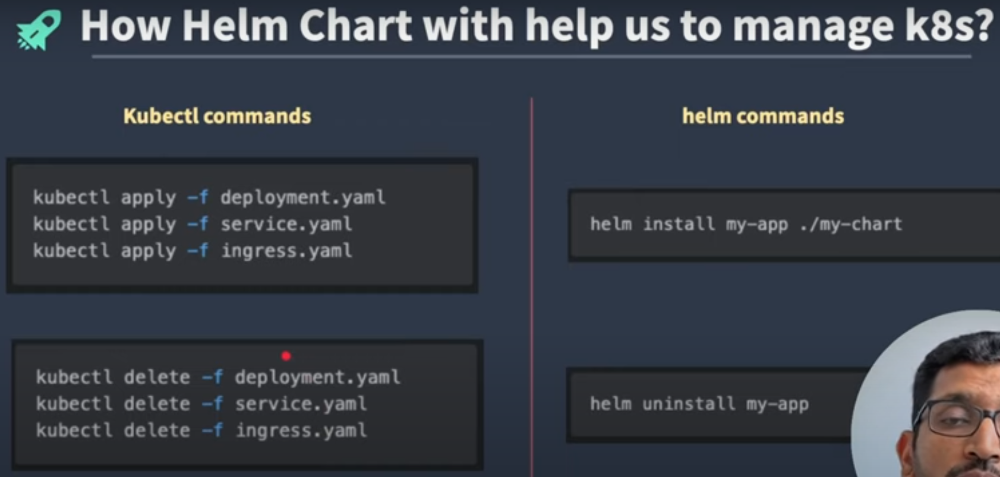 How Helm Chart with help us to manage k8s?
Kubectl commands
kubectl apply -f deployment.yaml
kubectl apply -f service.yaml
kubectl apply -f ingress.yaml
kubectl delete -f deployment.yaml
kubectl delete -f service.yaml
kubectl delete -f ingress.yaml
helm commands
helm install my-app ./my-chart
helm uninstall my-app